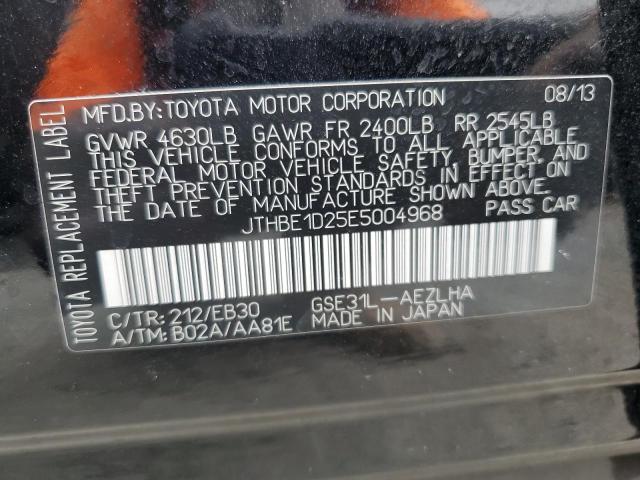 TOYOTA REPLACEMENT LABEL
MFD.BY:TOYOTA MOTOR CORPORATION 08/13
GVWR 4630LB GAWR FR 2400LB RR 2545LB
THIS VEHICLE CONFORMS TO ALL APPLICABLE
FEDERAL MOTOR VEHICLE SAFETY, BUMPER, AND
THEFT PREVENTION STANDARDS IN EFFECT ON
THE DATE OF MANUFACTURE SHOWN ABOVE.
JTHBE1D25E5004968 PASS CAR
C/TR:212/EB30 GSE31L-AEZLHA
A/TM:B02A/AA81E MADE IN JAPAN